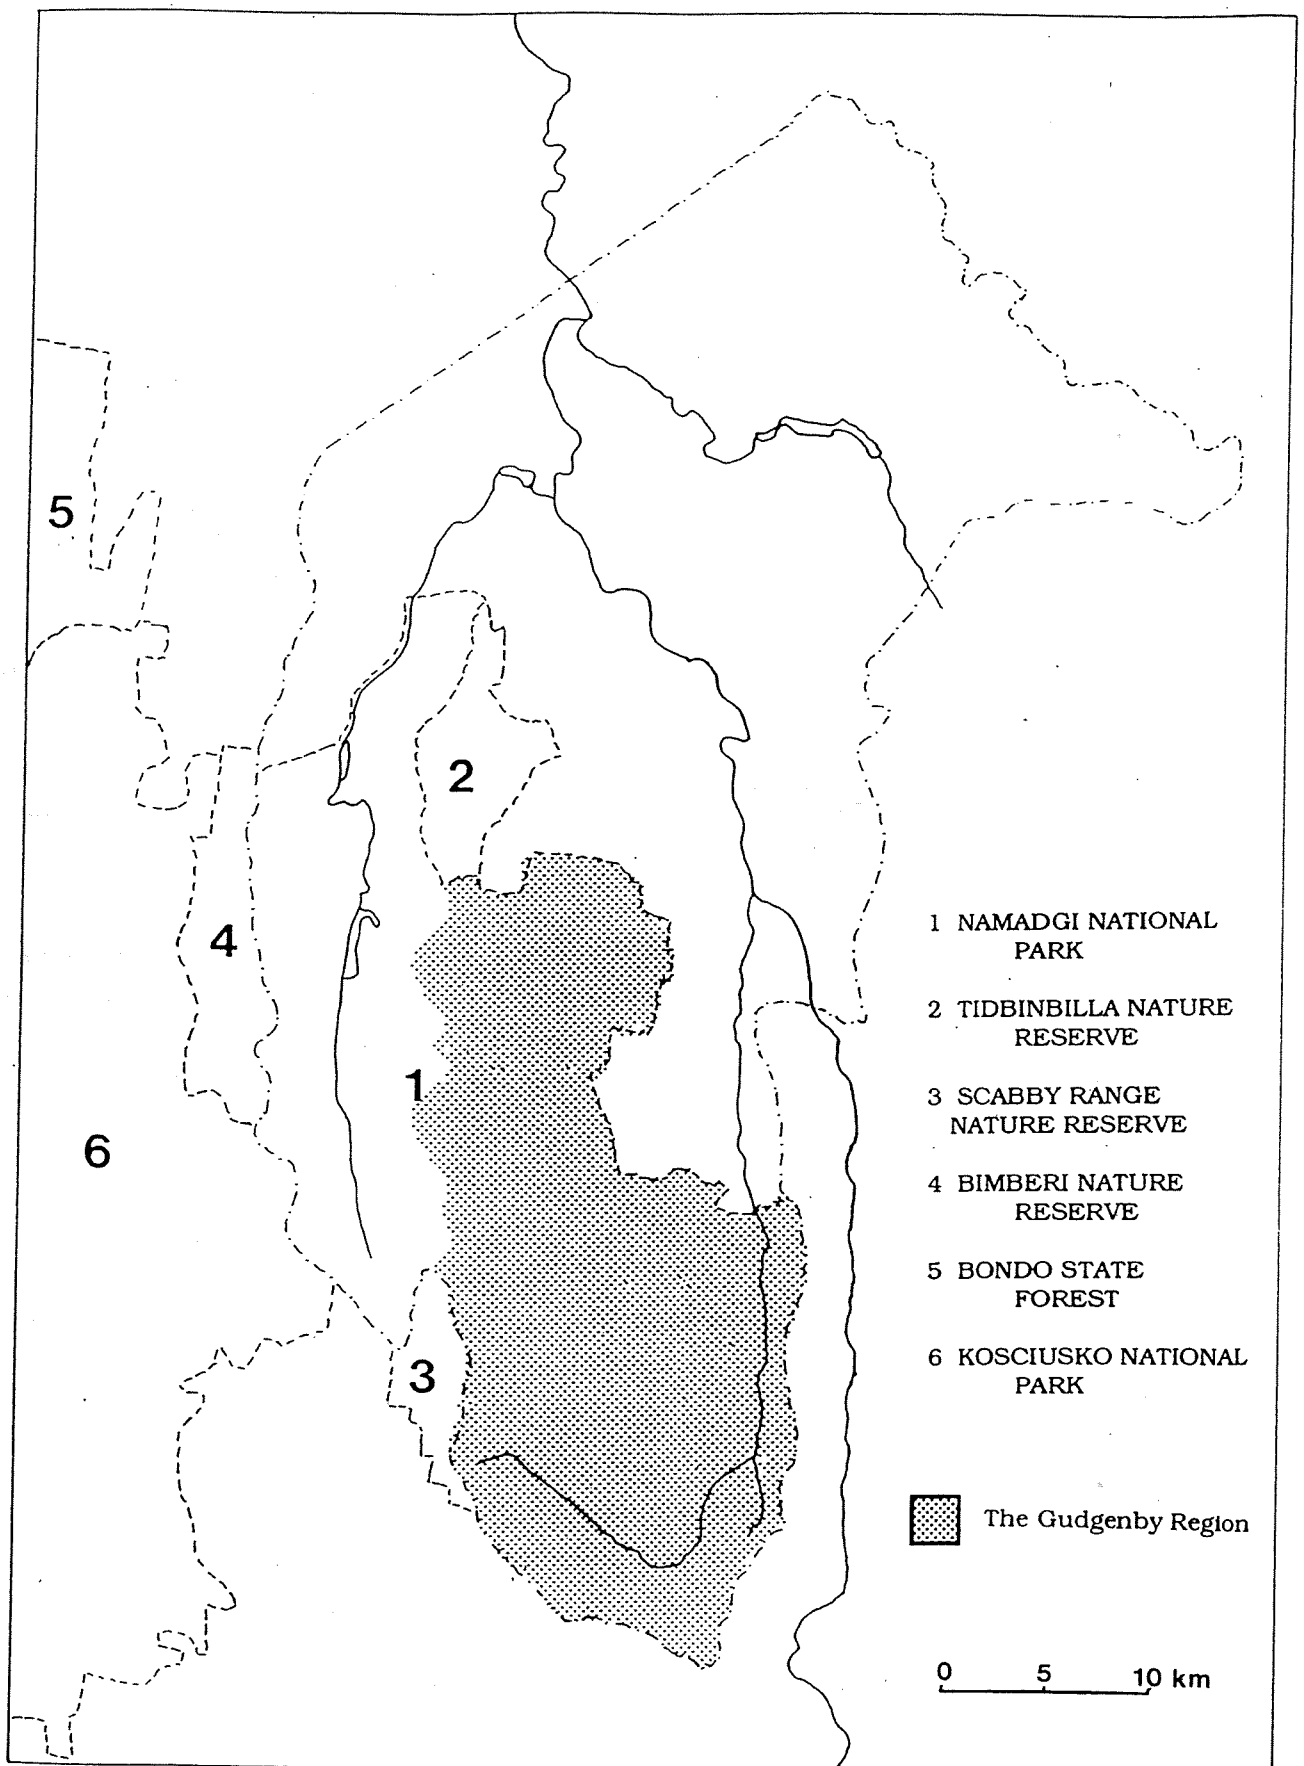 5
2
4
1
6
3
1 NAMADGI NATIONAL
PARK
2 TIDBINBILLA NATURE
RESERVE
3 SCABBY RANGE
NATURE RESERVE
4 BIMBERI NATURE
RESERVE
5 BONDO STATE
FOREST
6 KOSCIUSKO NATIONAL
PARK
The Gudgenby Region
0 5 10 km